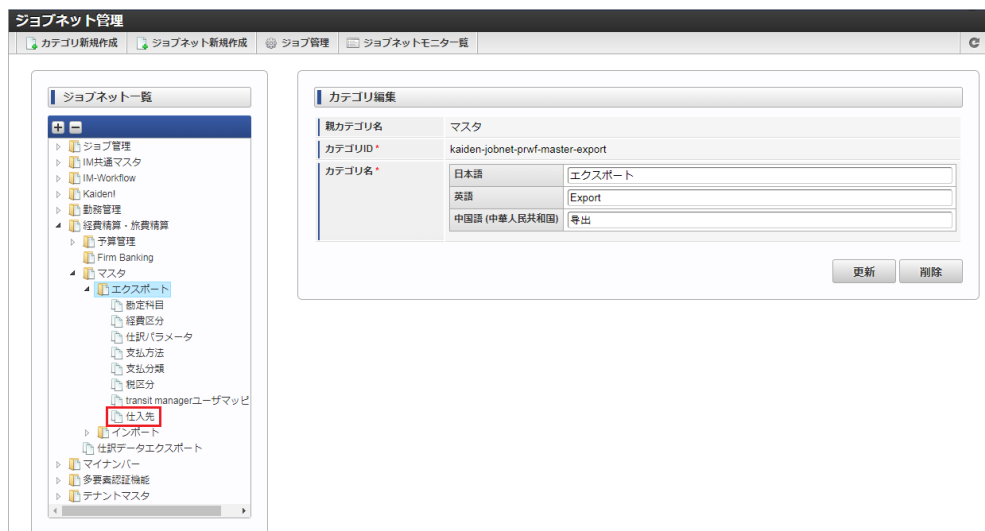 ジョブネット管理
カテゴリ新規作成 ジョブネット新規作成 ジョブ管理 ジョブネットモニター覧
ジョブネット一覧
ジョブ管理
IM共通マスタ
IM-Workflow
Kaiden!
勤務管理
経費精算・旅費精算
予算管理
Firm Banking
マスタ
エクスポート
勘定科目
経費区分
仕訳パラメータ
支払方法
支払分類
税区分
transit managerユーザマッピ
仕入先
インポート
仕訳データエクスポート
マイナンバー
多要素認証機能
テナントマスタ
カテゴリ編集
親カテゴリ名 マスタ
カテゴリID * kaiden-jobnet-prwf-master-export
カテゴリ名 *
日本語 エクスポート
英語 Export
中国語 (中華人民共和国) 导出
更新 削除